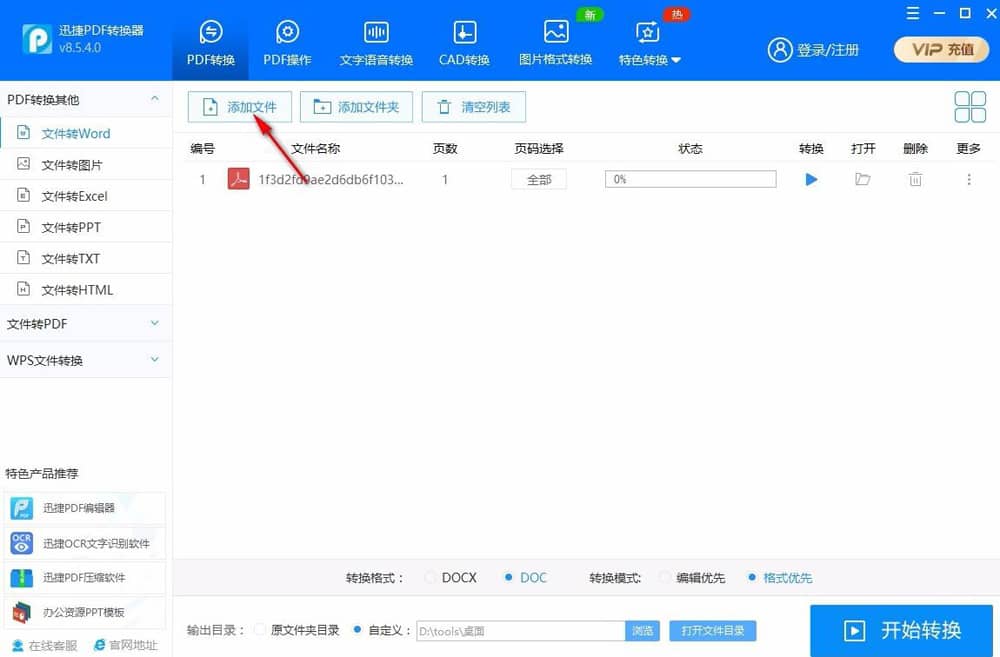 迅捷PDF转换器
v8.5.4.0
PDF转换
PDF操作
文字语音转换
CAD转换
图片格式转换
新
特色转换
热
登录/注册
VIP 充值
PDF转换其他
文件转Word
文件转图片
文件转Excel
文件转PPT
文件转TXT
文件转HTML
文件转PDF
WPS文件转换
特色产品推荐
迅捷PDF编辑器
OCR
迅捷OCR文字识别软件
迅捷PDF压缩软件
办公资源PPT模板
在线客服 官网地址
添加文件 添加文件夹 清空列表
编号 文件名称 页数 页码选择 状态 转换 打开 删除 更多
1 1f3d2fd9ae2d6db6f103... 1 全部 0%
转换格式： DOCX DOC 转换模式: 编辑优先 格式优先
输出目录： 原文件夹目录 自定义： D:\tools\桌面 浏览 打开文件目录
开始转换